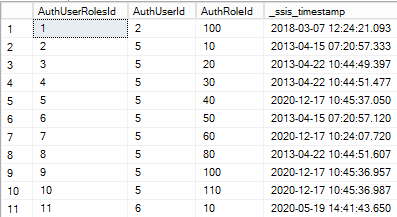 AuthUserRolesId AuthUserId AuthRoleId _ssis_timestamp
1 1 2 100 2018-03-07 12:24:21.093
2 2 5 10 2013-04-15 07:20:57.333
3 3 5 20 2013-04-22 10:44:49.397
4 4 5 30 2013-04-22 10:44:51.477
5 5 5 40 2020-12-17 10:45:37.050
6 6 5 50 2013-04-15 07:20:57.120
7 7 5 60 2020-12-17 10:24:07.720
8 8 5 80 2013-04-22 10:44:51.607
9 9 5 100 2020-12-17 10:45:36.957
10 10 5 110 2020-12-17 10:45:36.987
11 11 6 10 2020-05-19 14:41:43.650